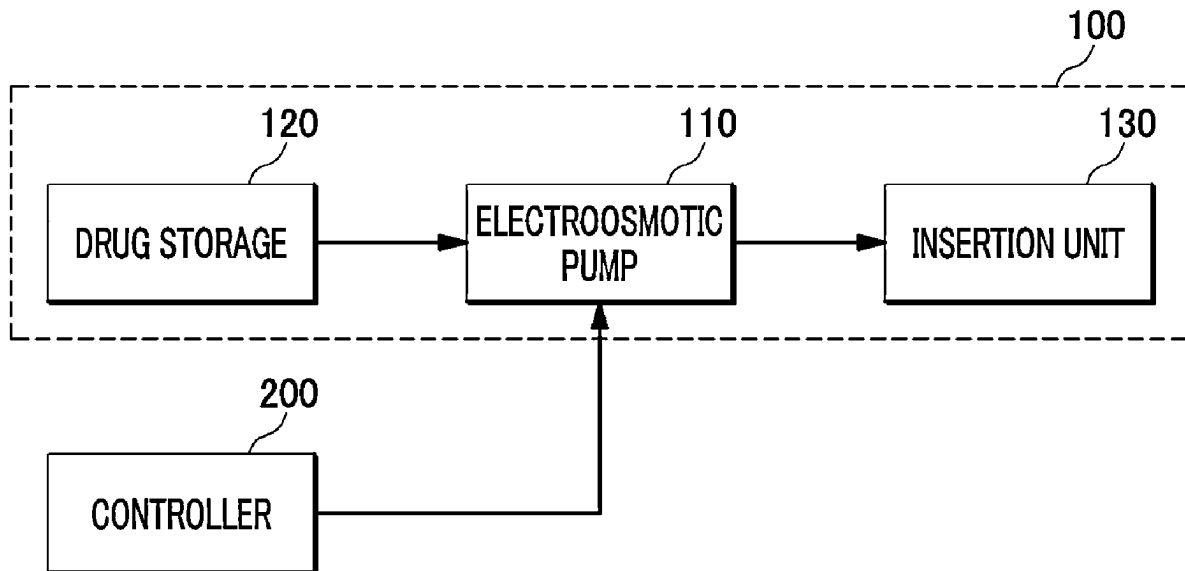 100
120
110
130
DRUG STORAGE
ELECTROOSMOTIC
PUMP
INSERTION UNIT
200
CONTROLLER